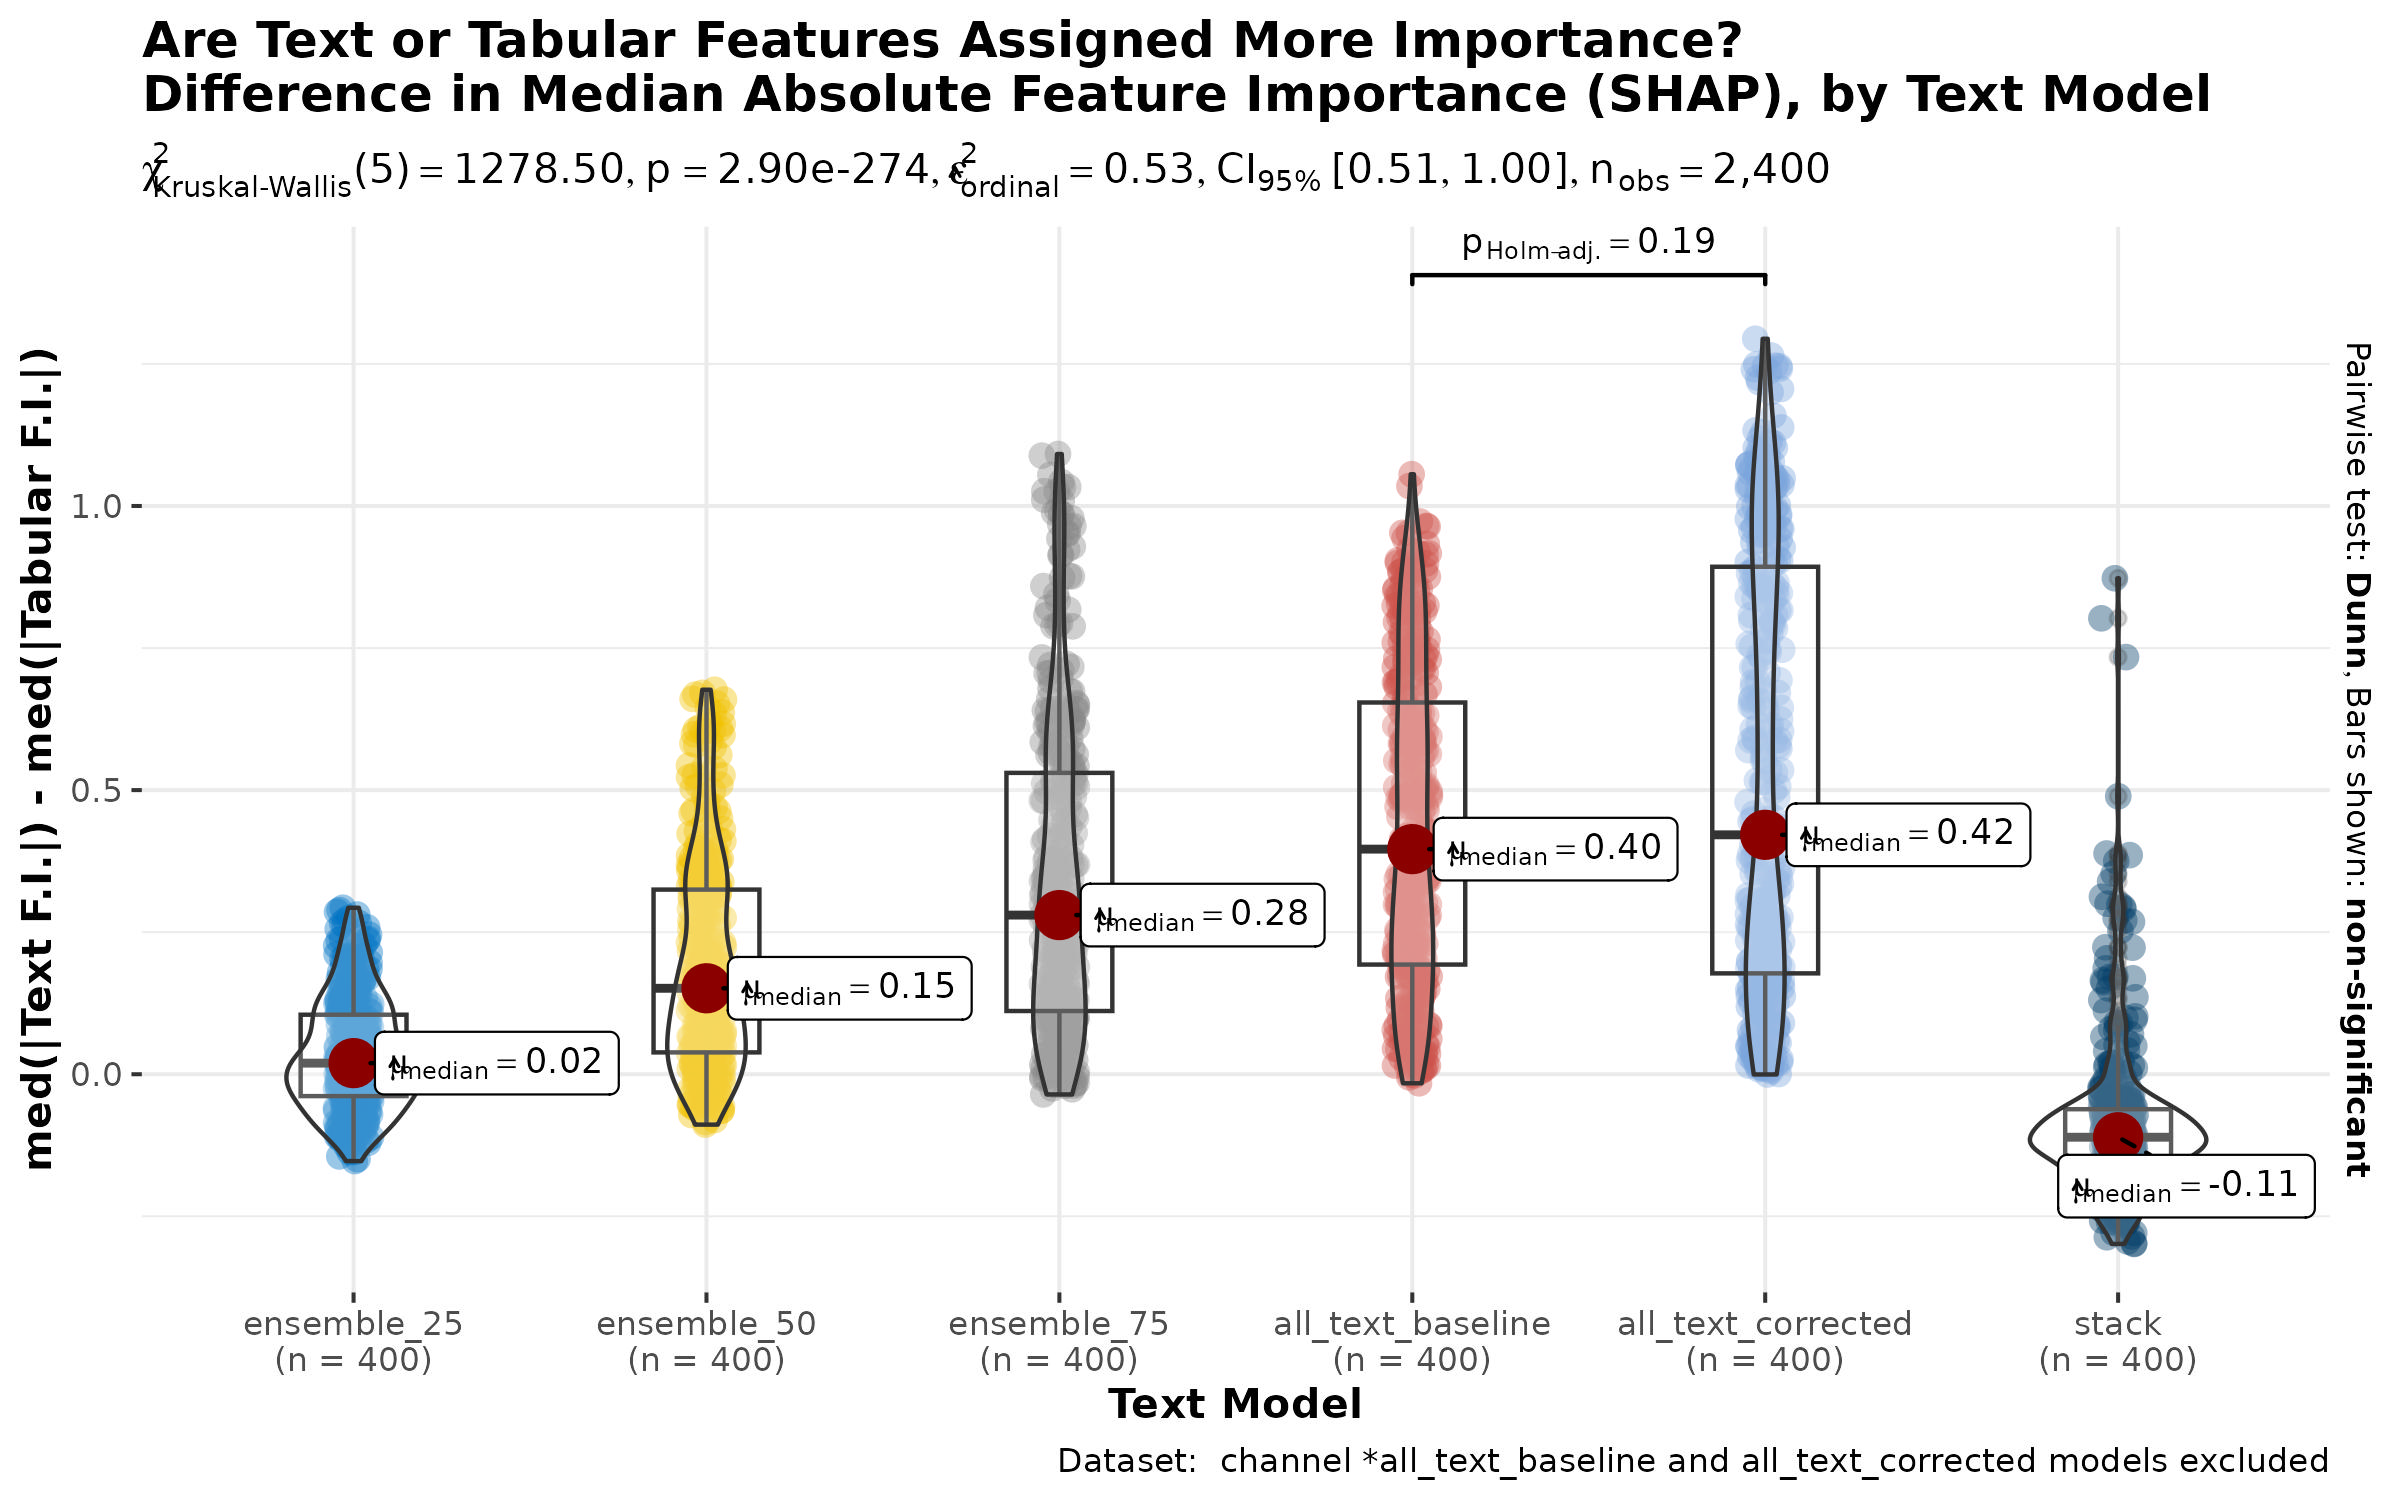 Are Text or Tabular Features Assigned More Importance?
Difference in Median Absolute Feature Importance (SHAP), by Text Model
χ²Kruskal-Wallis(5) = 1278.50, p = 2.90e-274, ε̂²ordinal = 0.53, CI95% [0.51, 1.00], nobs = 2,400
pHolm-adj. = 0.19
med(|Text F.I.|) - med(|Tabular F.I.|)
1.0
0.5
0.0
μ̂median = 0.02
μ̂median = 0.15
μ̂median = 0.28
μ̂median = 0.40
μ̂median = 0.42
μ̂median = -0.11
Pairwise test: Dunn, Bars shown: non-significant
ensemble_25
(n = 400)
ensemble_50
(n = 400)
ensemble_75
(n = 400)
all_text_baseline
(n = 400)
all_text_corrected
(n = 400)
stack
(n = 400)
Text Model
Dataset:  channel *all_text_baseline and all_text_corrected models excluded